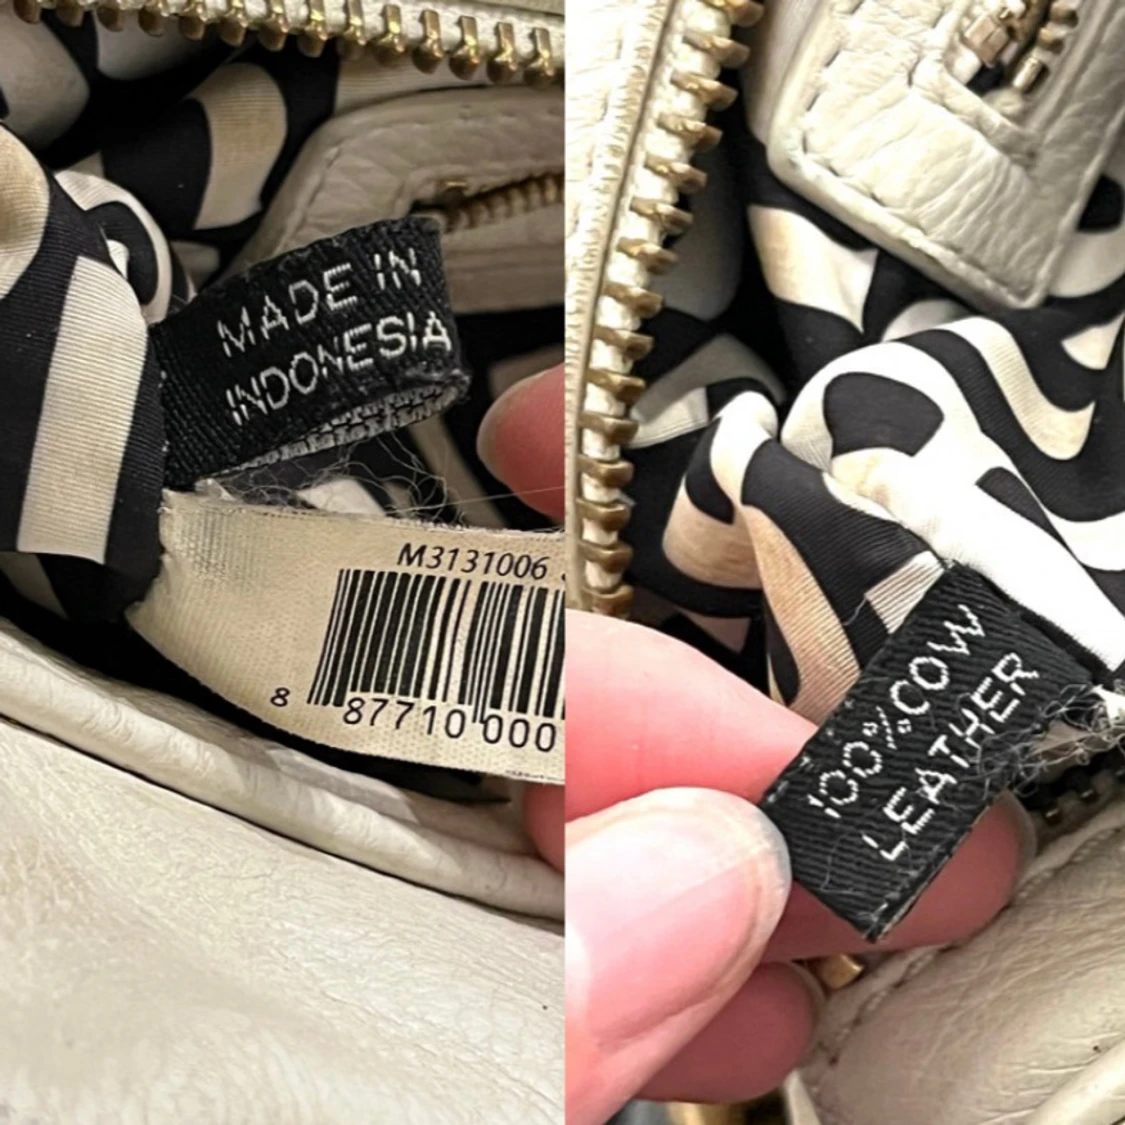 MADE IN
INDONESIA
M3131006
8 87710 000
100% COW
LEATHER